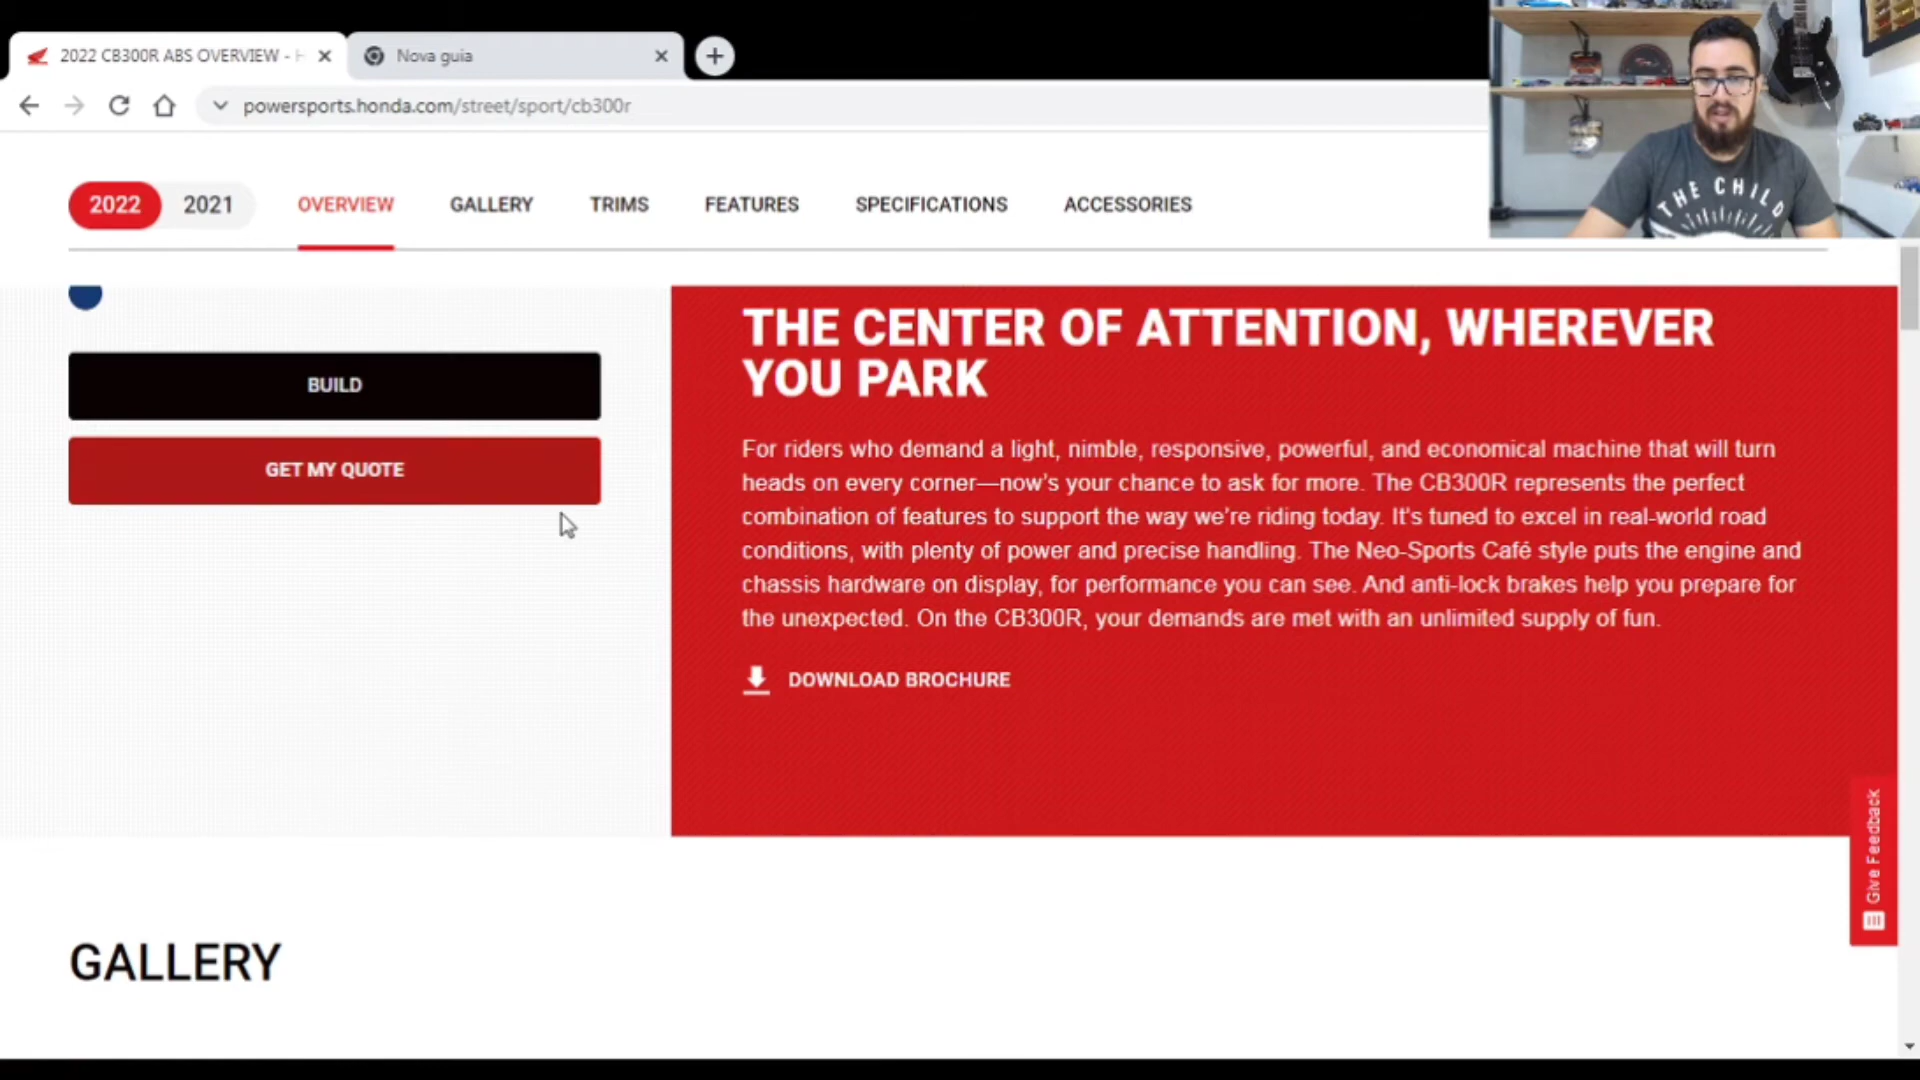 2022 CB300R ABS OVERVIEW -
Nova guia
powersports.honda.com/street/sport/cb300r
2022
2021
OVERVIEW
GALLERY
TRIMS
FEATURES
SPECIFICATIONS
ACCESSORIES
THE CHILD
BUILD
GET MY QUOTE
THE CENTER OF ATTENTION, WHEREVER
YOU PARK
For riders who demand a light, nimble, responsive, powerful, and economical machine that will turn
heads on every corner—now's your chance to ask for more. The CB300R represents the perfect
combination of features to support the way we're riding today. It's tuned to excel in real-world road
conditions, with plenty of power and precise handling. The Neo-Sports Café style puts the engine and
chassis hardware on display, for performance you can see. And anti-lock brakes help you prepare for
the unexpected. On the CB300R, your demands are met with an unlimited supply of fun.
DOWNLOAD BROCHURE
Give Feedback
GALLERY